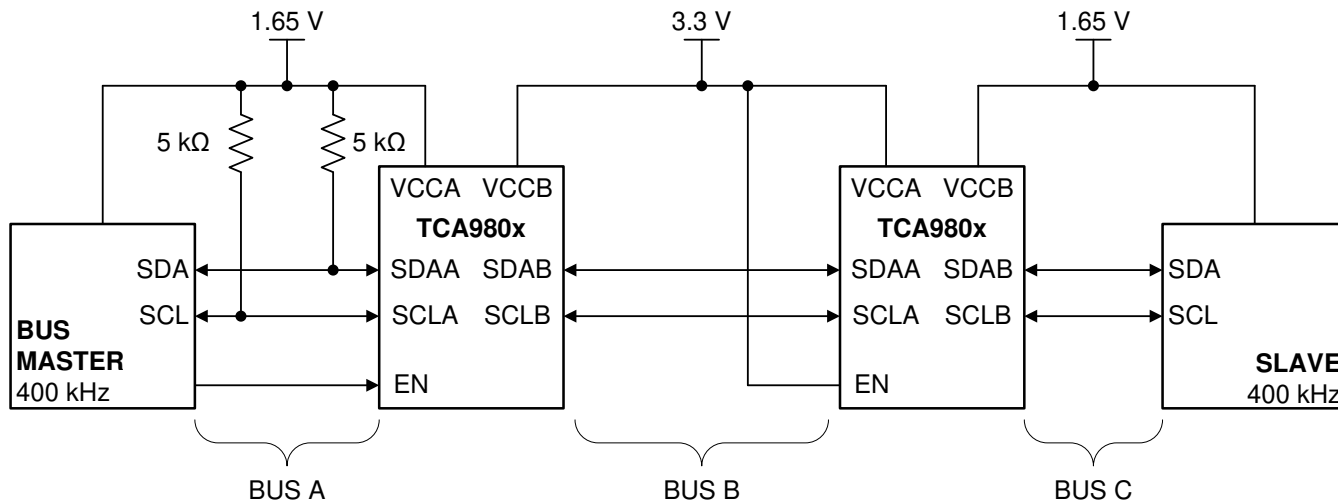 1.65 V 3.3 V 1.65 V
5 kΩ 5 kΩ
VCCA VCCB VCCA VCCB
TCA980x TCA980x
SDA SDAA SDAB SDAA SDAB SDA
SCL SCLA SCLB SCLA SCLB SCL
BUS
MASTER SLAVE
400 kHz EN EN 400 kHz
BUS A BUS B BUS C